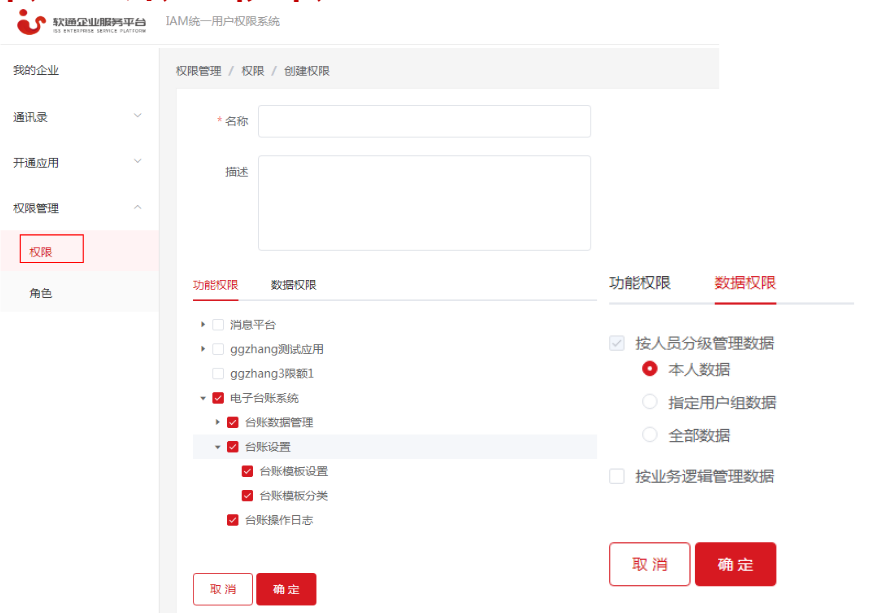 软通企业服务平台
ISS ENTERPRISE SERVICE PLATFORM
IAM统一用户权限系统
我的企业
通讯录
开通应用
权限管理
权限
角色
权限管理 / 权限 / 创建权限
* 名称
描述
功能权限 数据权限
消息平台
ggzhang测试应用
ggzhang3限额1
电子台账系统
台账数据管理
台账设置
台账模板设置
台账模板分类
台账操作日志
取消 确定
功能权限 数据权限
按人员分级管理数据
本人数据
指定用户组数据
全部数据
按业务逻辑管理数据
取消 确定